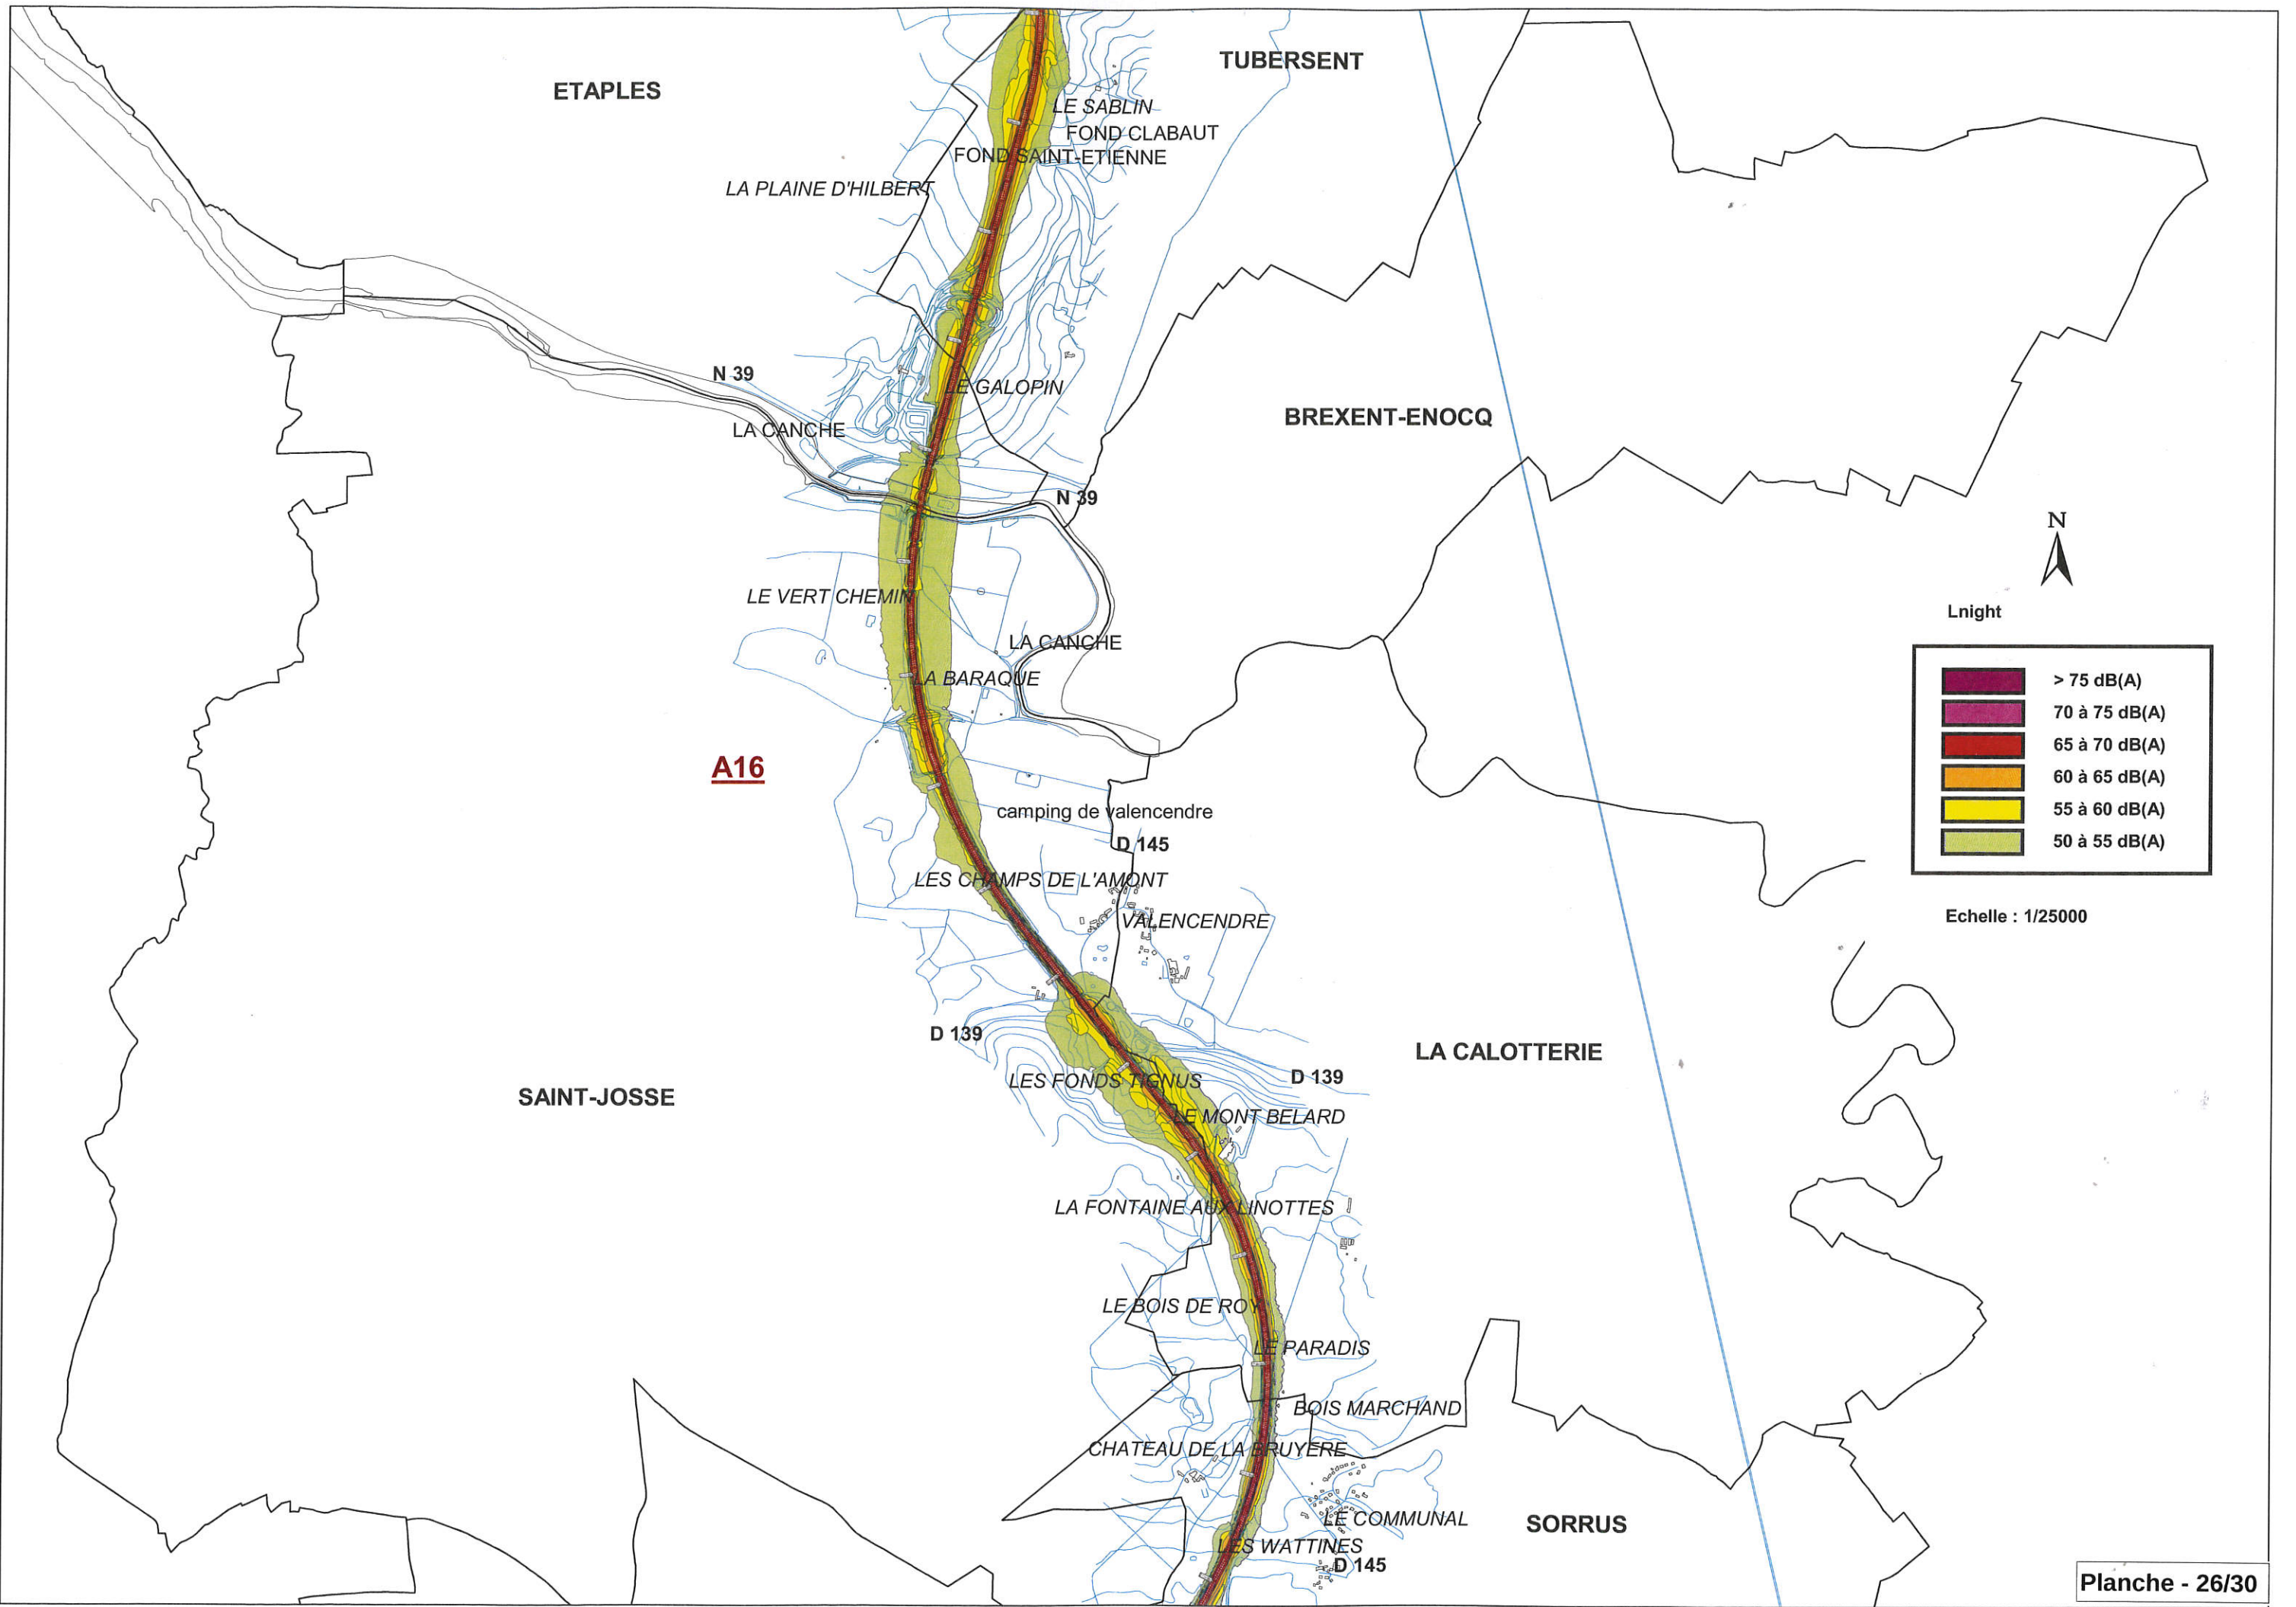 TUBERSENT
ETAPLES
LE SABLIN
FOND CLABAUT
FOND SAINT-ETIENNE
LA PLAINE D'HILBERT
N 39
LE GALOPIN
BREXENT-ENOCQ
LA CANCHE
N 39
N
LE VERT CHEMIN
Lnight
LA CANCHE
LA BARAQUE
> 75 dB(A)
70 à 75 dB(A)
65 à 70 dB(A)
60 à 65 dB(A)
55 à 60 dB(A)
50 à 55 dB(A)
A16
camping de valencendre
D 145
LES CHAMPS DE L'AMONT
VALENCENDRE
Echelle : 1/25000
D 139
LA CALOTTERIE
LES FONDS TIGNUS
D 139
SAINT-JOSSE
LE MONT BELARD
LA FONTAINE AUX LINOTTES
LE BOIS DE ROY
LE PARADIS
BOIS MARCHAND
CHATEAU DE LA BRUYERE
LE COMMUNAL
SORRUS
LES WATTINES
D 145
Planche - 26/30